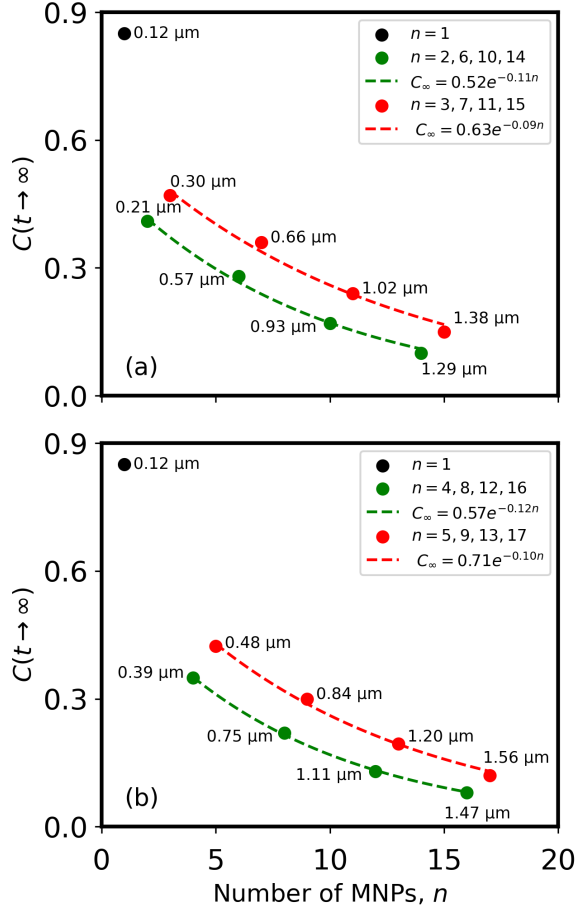 0.9
0.6
0.3
0.0
C(t → ∞)
0.12 μm
n = 1
n = 2, 6, 10, 14
C∞ = 0.52e^−0.11n
n = 3, 7, 11, 15
C∞ = 0.63e^−0.09n
0.30 μm
0.21 μm
0.66 μm
0.57 μm
1.02 μm
0.93 μm
1.38 μm
1.29 μm
(a)
0.9
0.6
0.3
0.0
C(t → ∞)
0.12 μm
n = 1
n = 4, 8, 12, 16
C∞ = 0.57e^−0.12n
n = 5, 9, 13, 17
C∞ = 0.71e^−0.10n
0.48 μm
0.39 μm
0.84 μm
0.75 μm
1.20 μm
1.11 μm
1.56 μm
1.47 μm
(b)
0 5 10 15 20
Number of MNPs, n